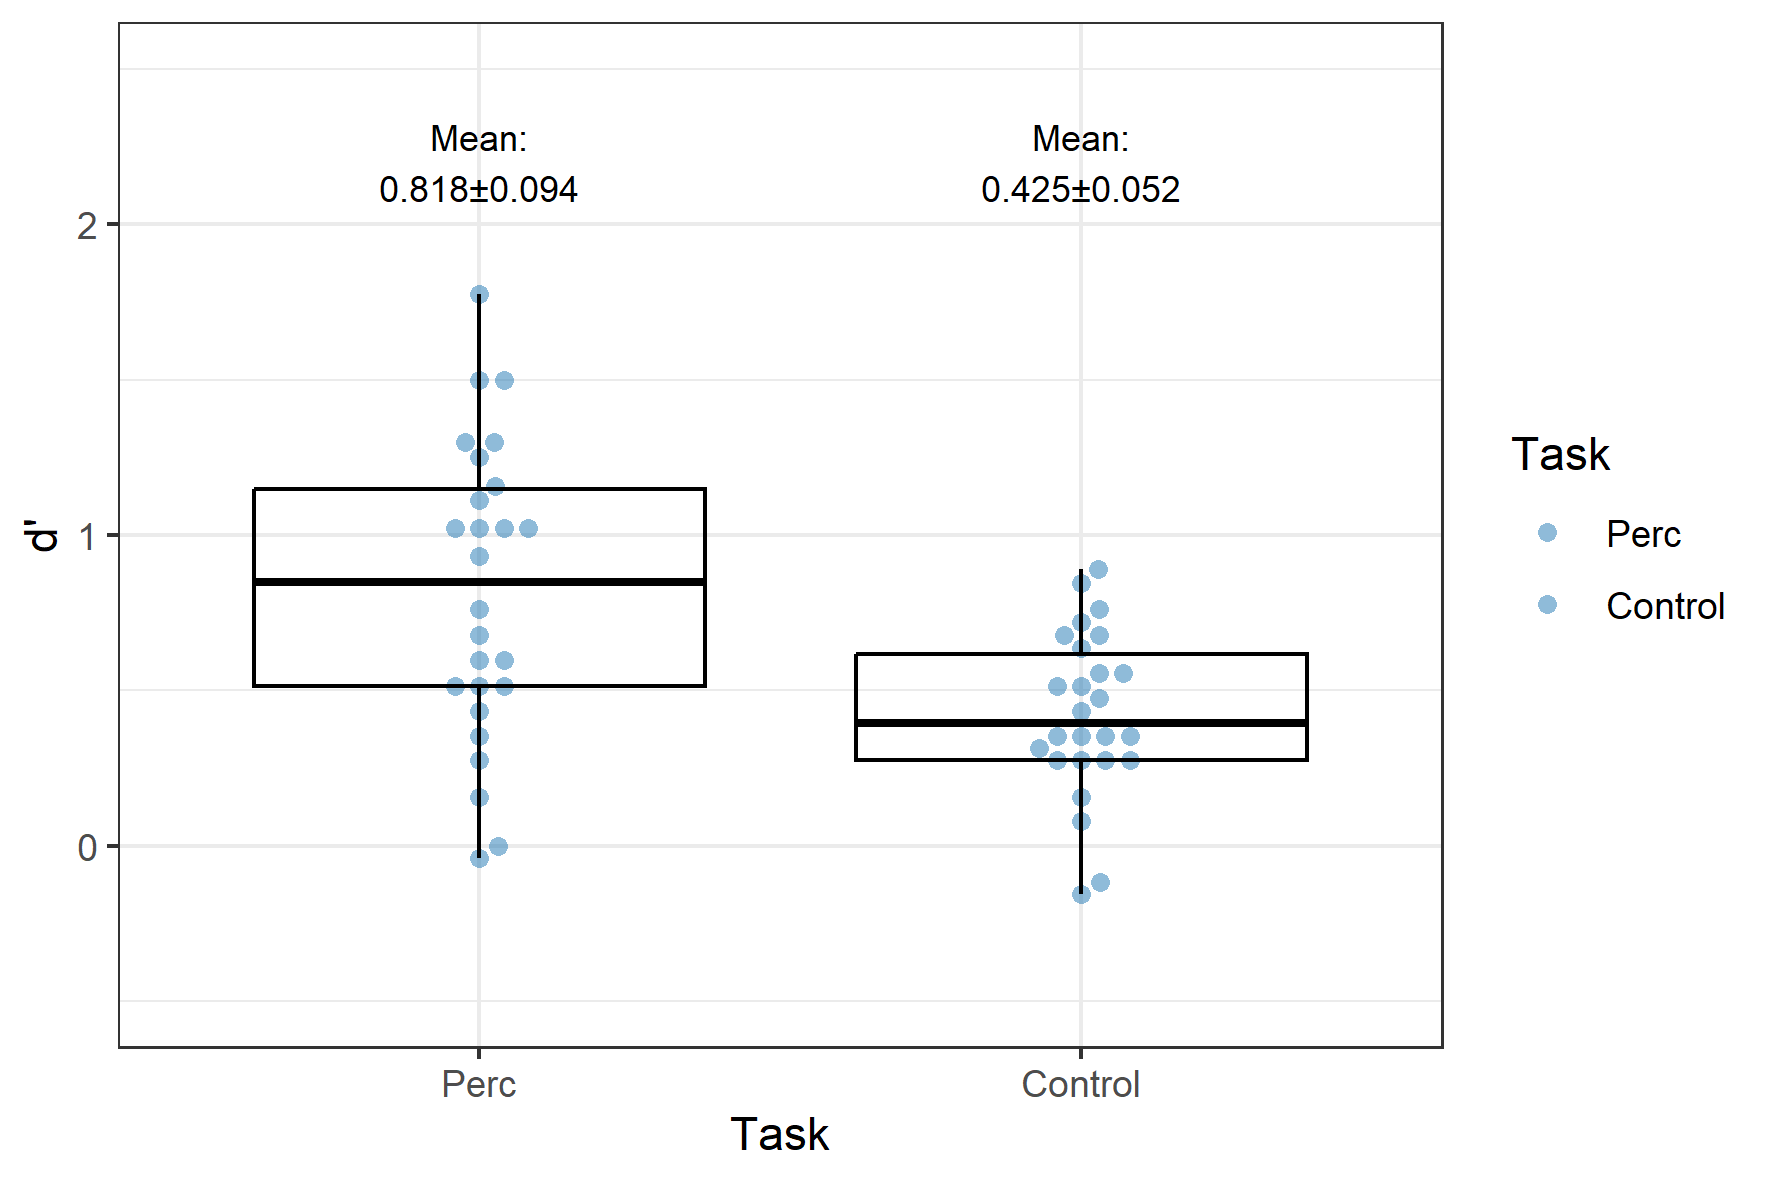 Mean:
0.818±0.094
Mean:
0.425±0.052
2
1
0
d'
Perc
Control
Task
Task
Perc
Control